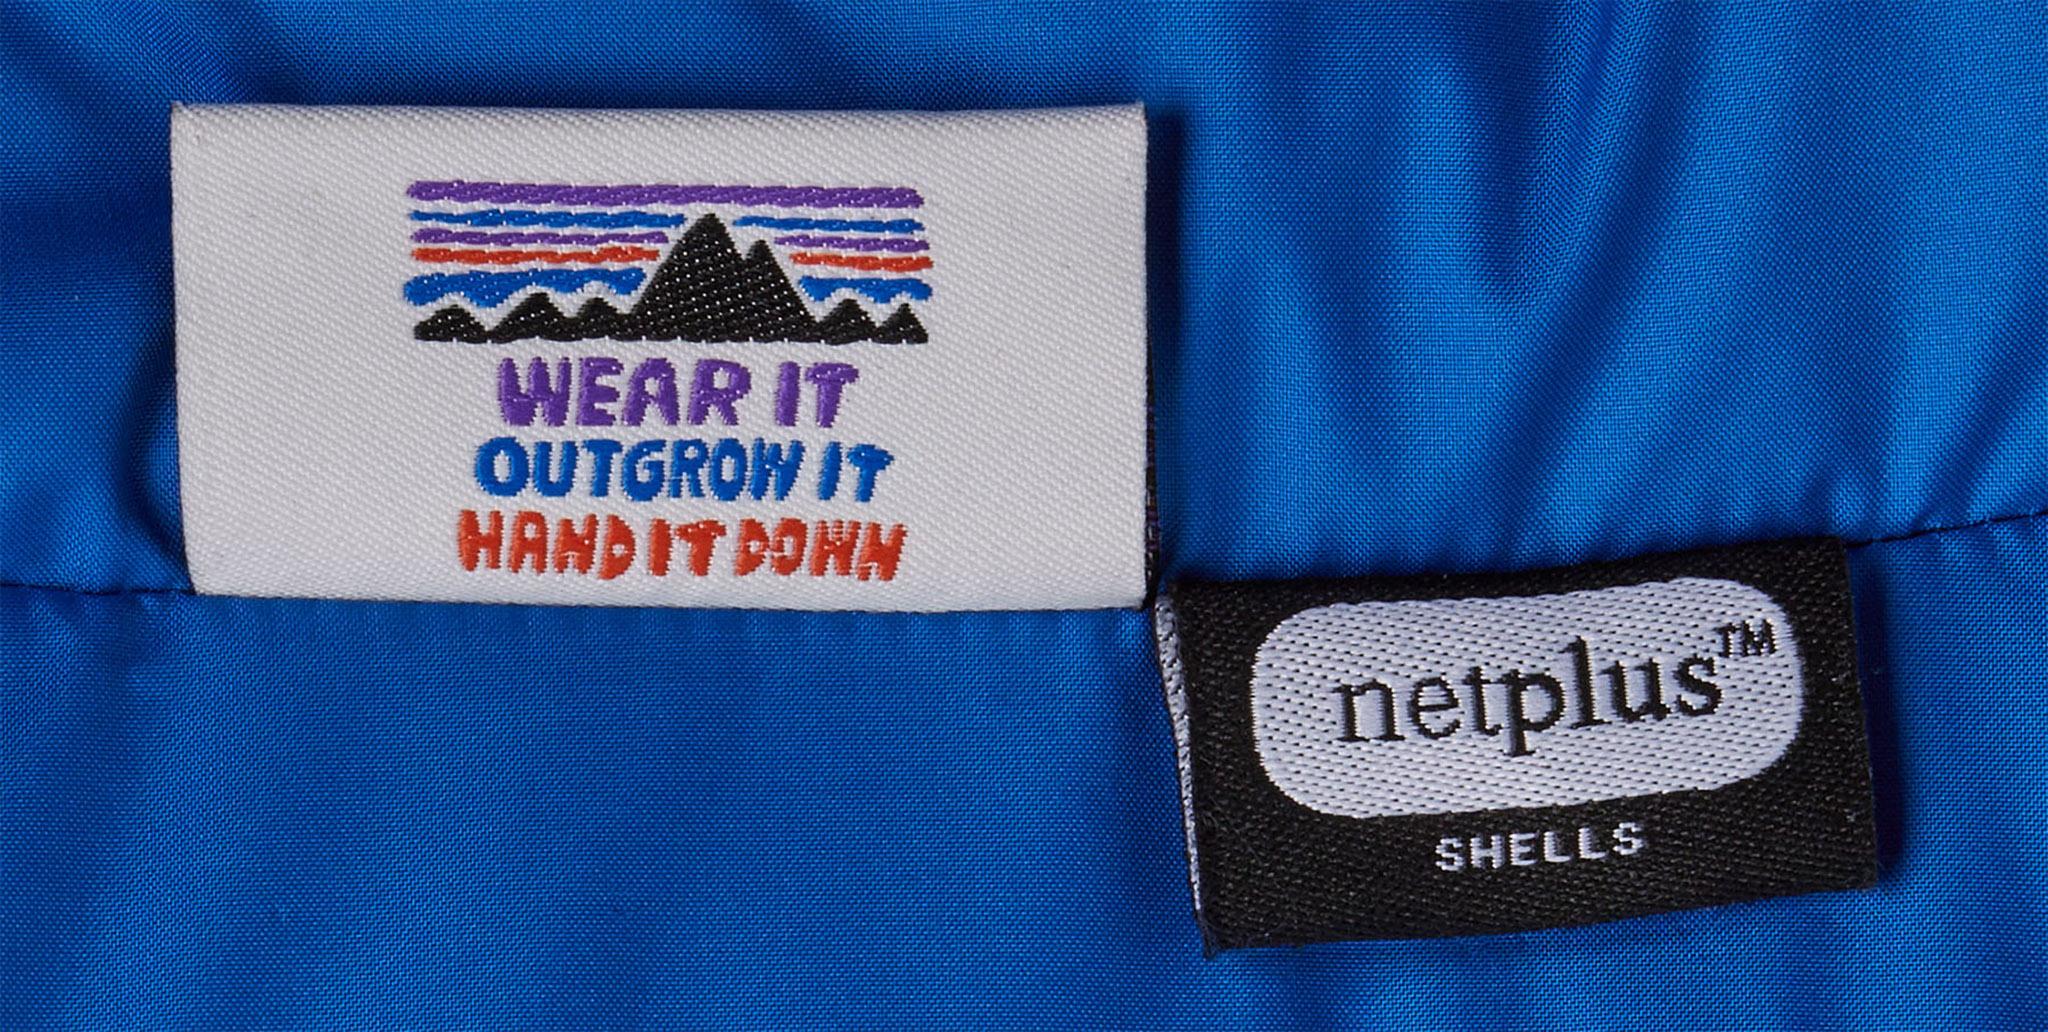 WEAR IT
OUTGROW IT
HAND IT DOWN
netplus™
SHELLS